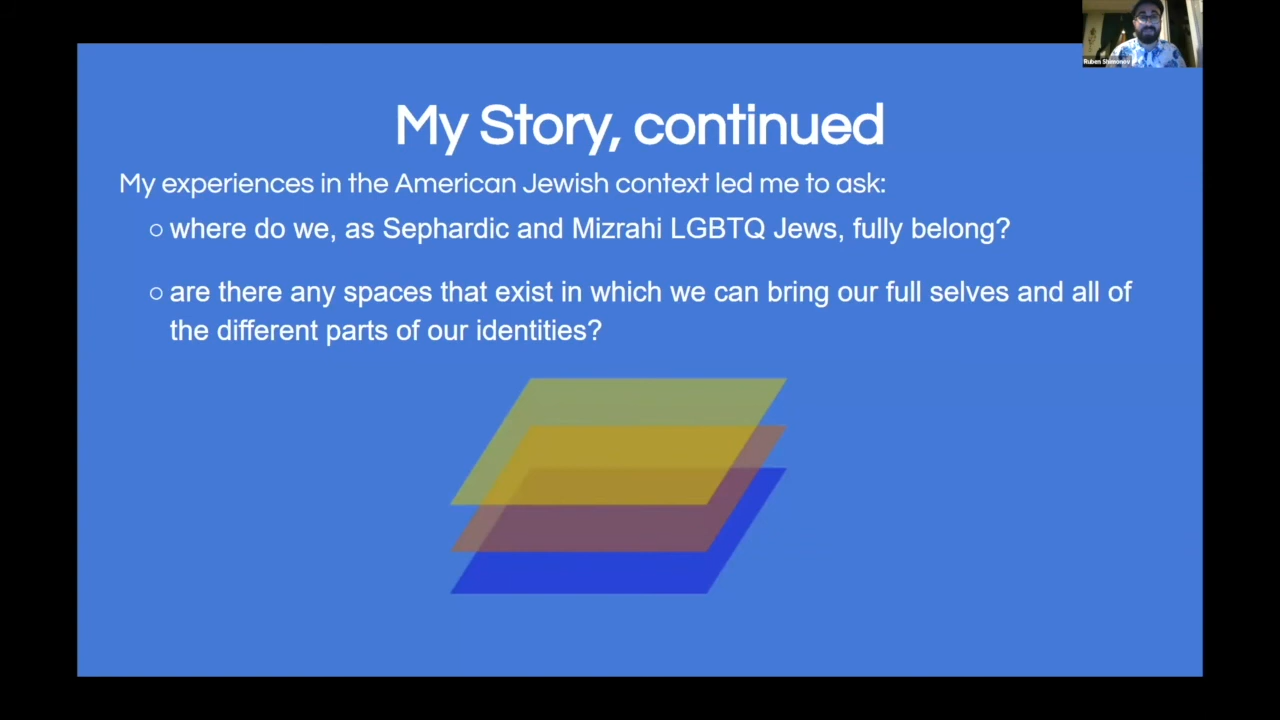 Ruben Shimonov
My Story, continued
My experiences in the American Jewish context led me to ask:
○ where do we, as Sephardic and Mizrahi LGBTQ Jews, fully belong?
○ are there any spaces that exist in which we can bring our full selves and all of
the different parts of our identities?